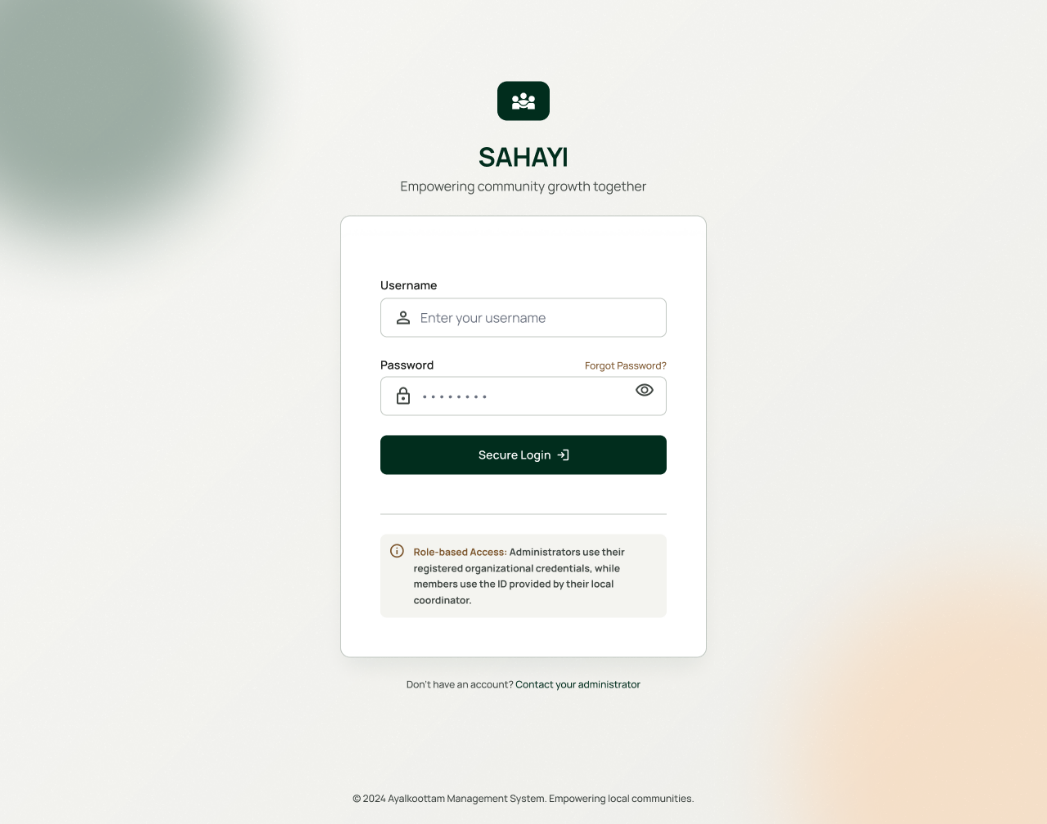 SAHAYI
Empowering community growth together
Username
Enter your username
Password
Forgot Password?
••••••••
Secure Login
Role-based Access: Administrators use their
registered organizational credentials, while
members use the ID provided by their local
coordinator.
Don't have an account? Contact your administrator
© 2024 Ayalkoottam Management System. Empowering local communities.